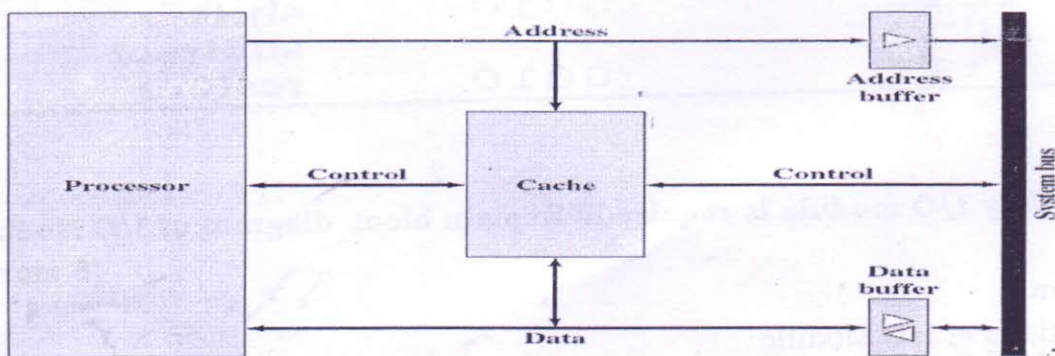 Address
Address
buffer
Processor
Control
Cache
Control
System bus
Data
buffer
Data